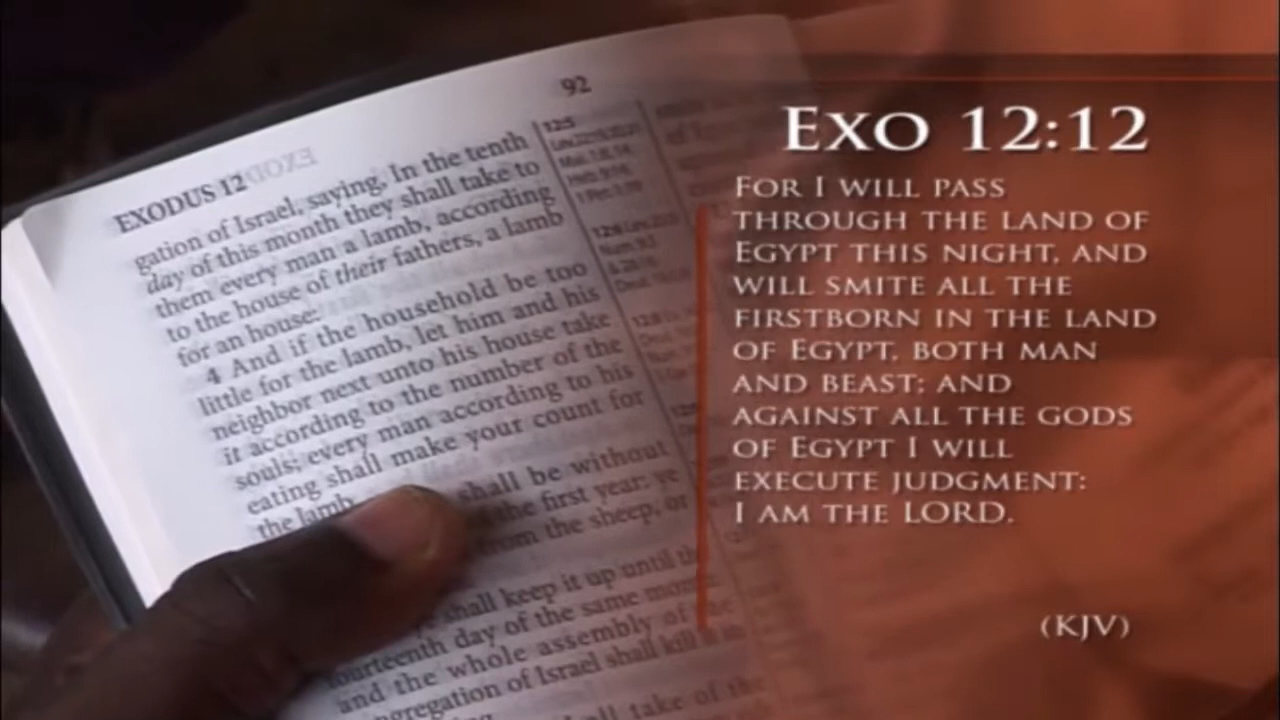 92
EXODUS 12
gation of Israel, saying, In the tenth
day of this month they shall take to
them every man a lamb, according
to the house of their fathers, a lamb
for an house:
4 And if the household be too
little for the lamb, let him and his
neighbor next unto his house take
it according to the number of the
souls; every man according to his
eating shall make your count for
the lamb.
shall be without
the first year: ye
from the sheep, or
shall keep it up until the
fourteenth day of the same
and the whole assembly of
congregation of Israel shall kill
shall take of the
12:5
EXO 12:12
FOR I WILL PASS
THROUGH THE LAND OF
EGYPT THIS NIGHT, AND
WILL SMITE ALL THE
FIRSTBORN IN THE LAND
OF EGYPT, BOTH MAN
AND BEAST; AND
AGAINST ALL THE GODS
OF EGYPT I WILL
EXECUTE JUDGMENT:
I AM THE LORD.
(KJV)